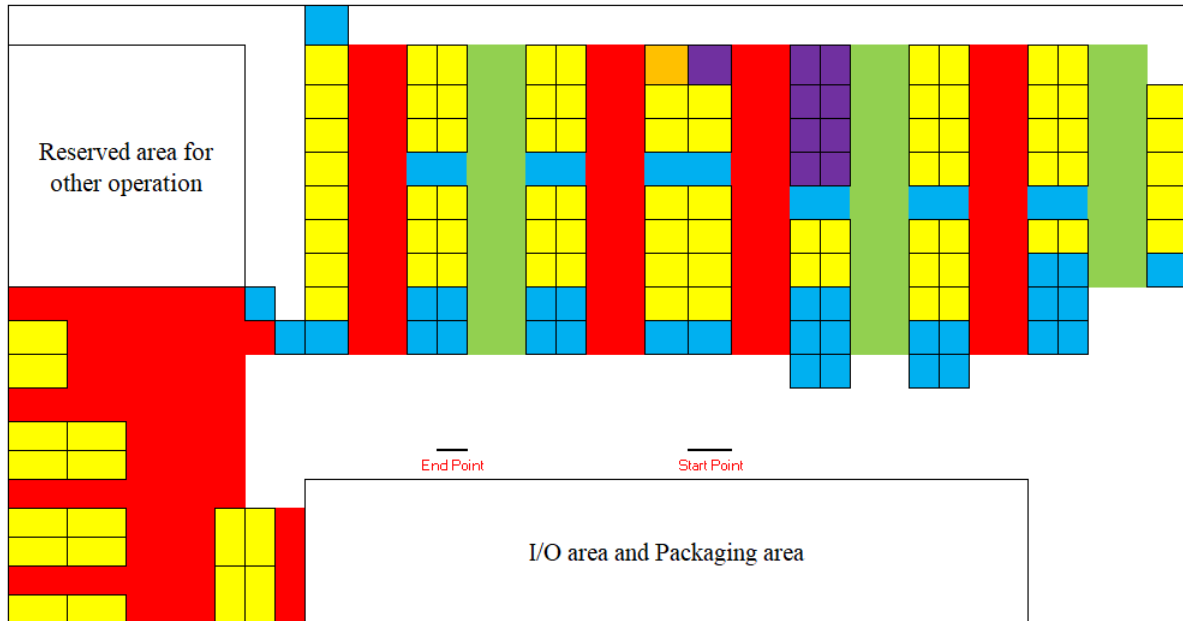 Reserved area for
other operation
End Point
Start Point
I/O area and Packaging area